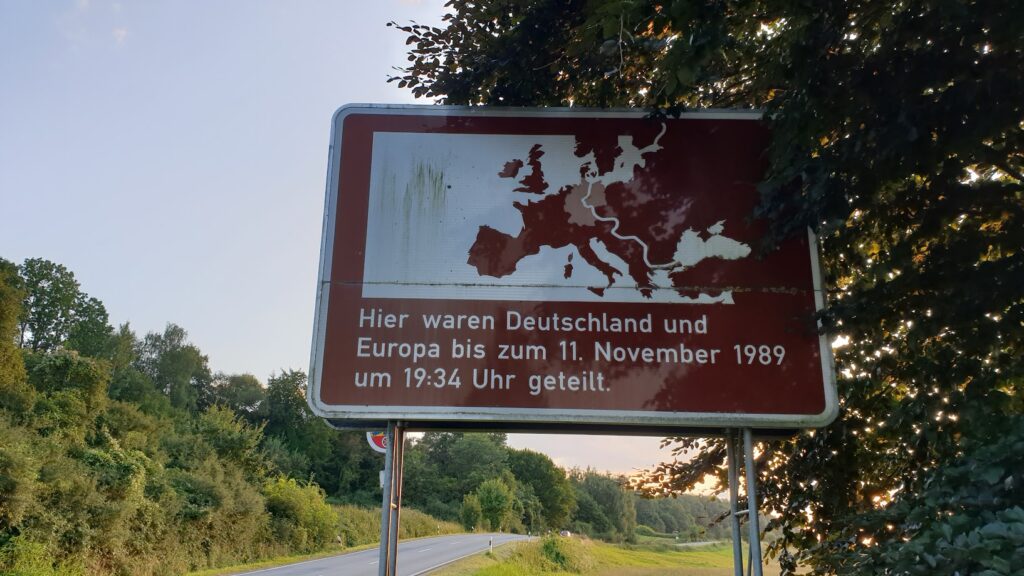 Hier waren Deutschland und
Europa bis zum 11. November 1989
um 19:34 Uhr geteilt.